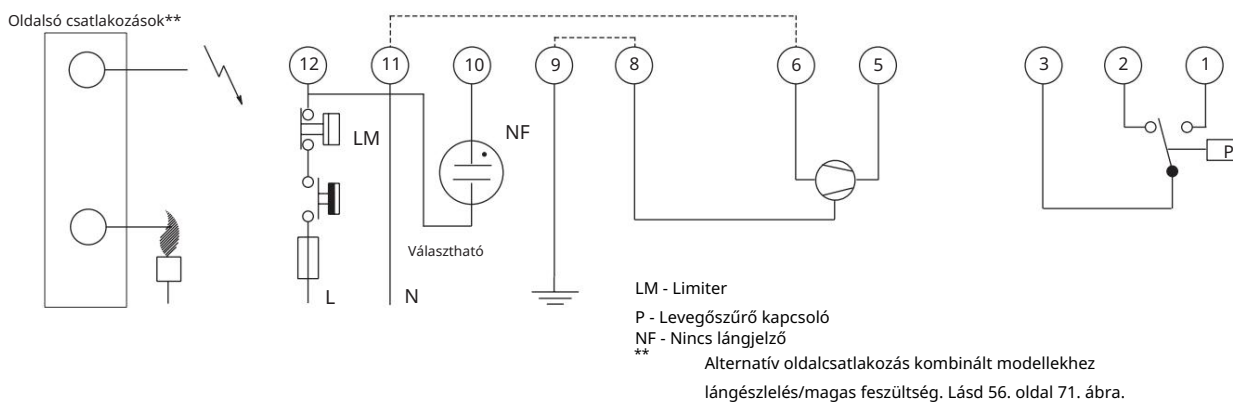 Oldalsó csatlakozások**
12 11 10 9 8 6 5 3 2 1
LM
NF
P
Választható
L N
LM - Limiter
P - Levegőszűrő kapcsoló
NF - Nincs lángjelző
** Alternatív oldalcsatlakozás kombinált modellekhez
lángészlelés/magas feszültség. Lásd 56. oldal 71. ábra.